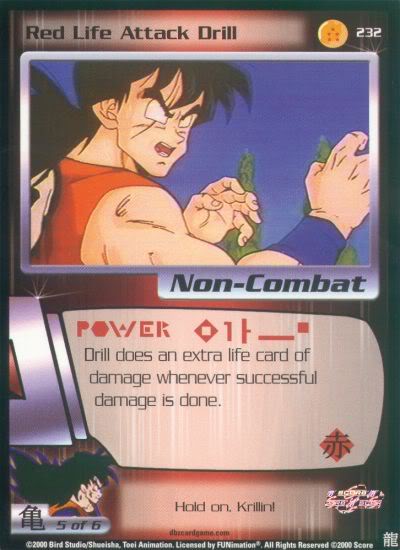 Red Life Attack Drill
232
Non-Combat
POWER
Drill does an extra life card of
damage whenever successful
damage is done.
赤
亀
5 of 6
Hold on, Krillin!
dbzcardgame.com
龍
©2000 Bird Studio/Shueisha, Toei Animation. Licensed by FUNimation®. All Rights Reserved ©2000 Score